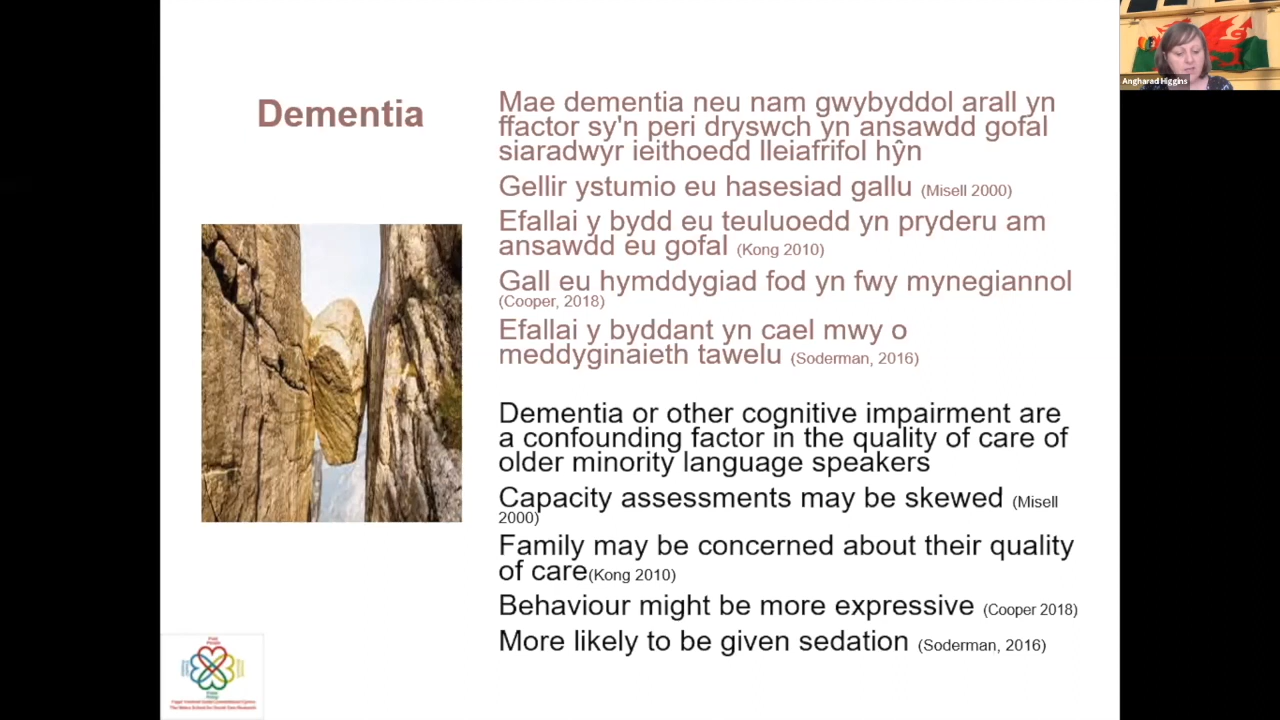 Dementia
Mae dementia neu nam gwybyddol arall yn
ffactor sy'n peri dryswch yn ansawdd gofal
siaradwyr ieithoedd lleiafrifol hŷn
Gellir ystumio eu hasesiad gallu (Misell 2000)
Efallai y bydd eu teuluoedd yn pryderu am
ansawdd eu gofal (Kong 2010)
Gall eu hymddygiad fod yn fwy mynegiannol
(Cooper, 2018)
Efallai y byddant yn cael mwy o
meddyginaieth tawelu (Soderman, 2016)
Dementia or other cognitive impairment are
a confounding factor in the quality of care of
older minority language speakers
Capacity assessments may be skewed (Misell
2000)
Family may be concerned about their quality
of care(Kong 2010)
Behaviour might be more expressive (Cooper 2018)
More likely to be given sedation (Soderman, 2016)
Angharad Higgins